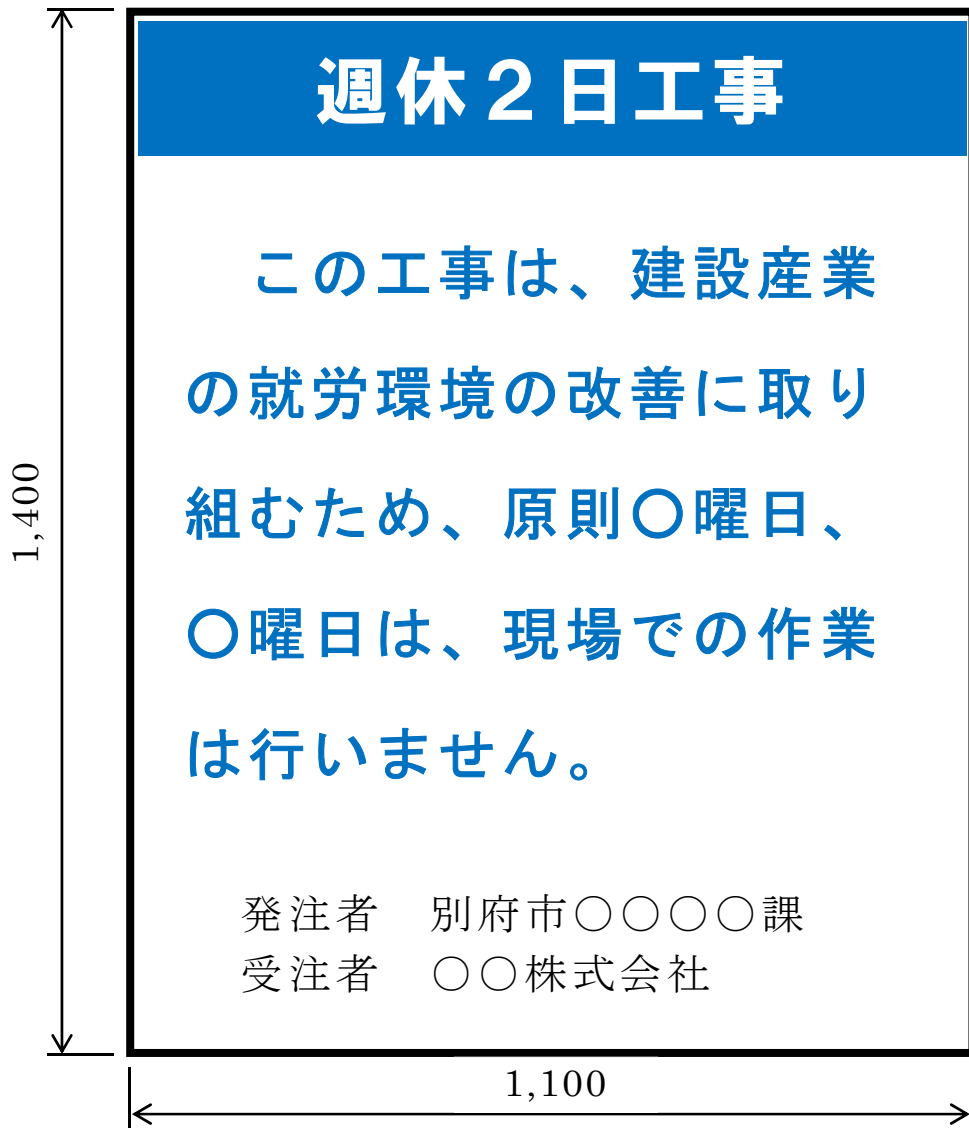 週休２日工事
　この工事は、建設産業
の就労環境の改善に取り
組むため、原則〇曜日、
〇曜日は、現場での作業
は行いません。
発注者　別府市○○○○課
受注者　○○株式会社
1,400
1,100